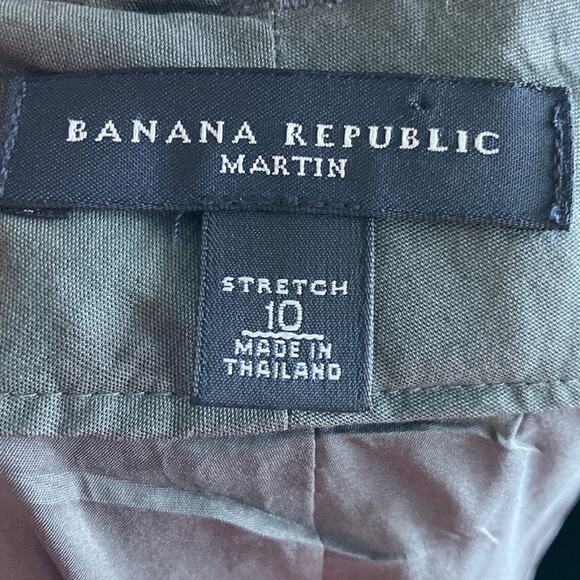 BANANA REPUBLIC
MARTIN
STRETCH
10
MADE IN
THAILAND